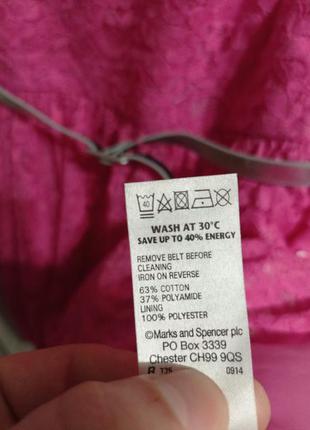 40
WASH AT 30°C
SAVE UP TO 40% ENERGY
REMOVE BELT BEFORE
CLEANING
IRON ON REVERSE
63% COTTON
37% POLYAMIDE
LINING
100% POLYESTER
©Marks and Spencer plc
PO Box 3339
Chester CH99 9QS
0914